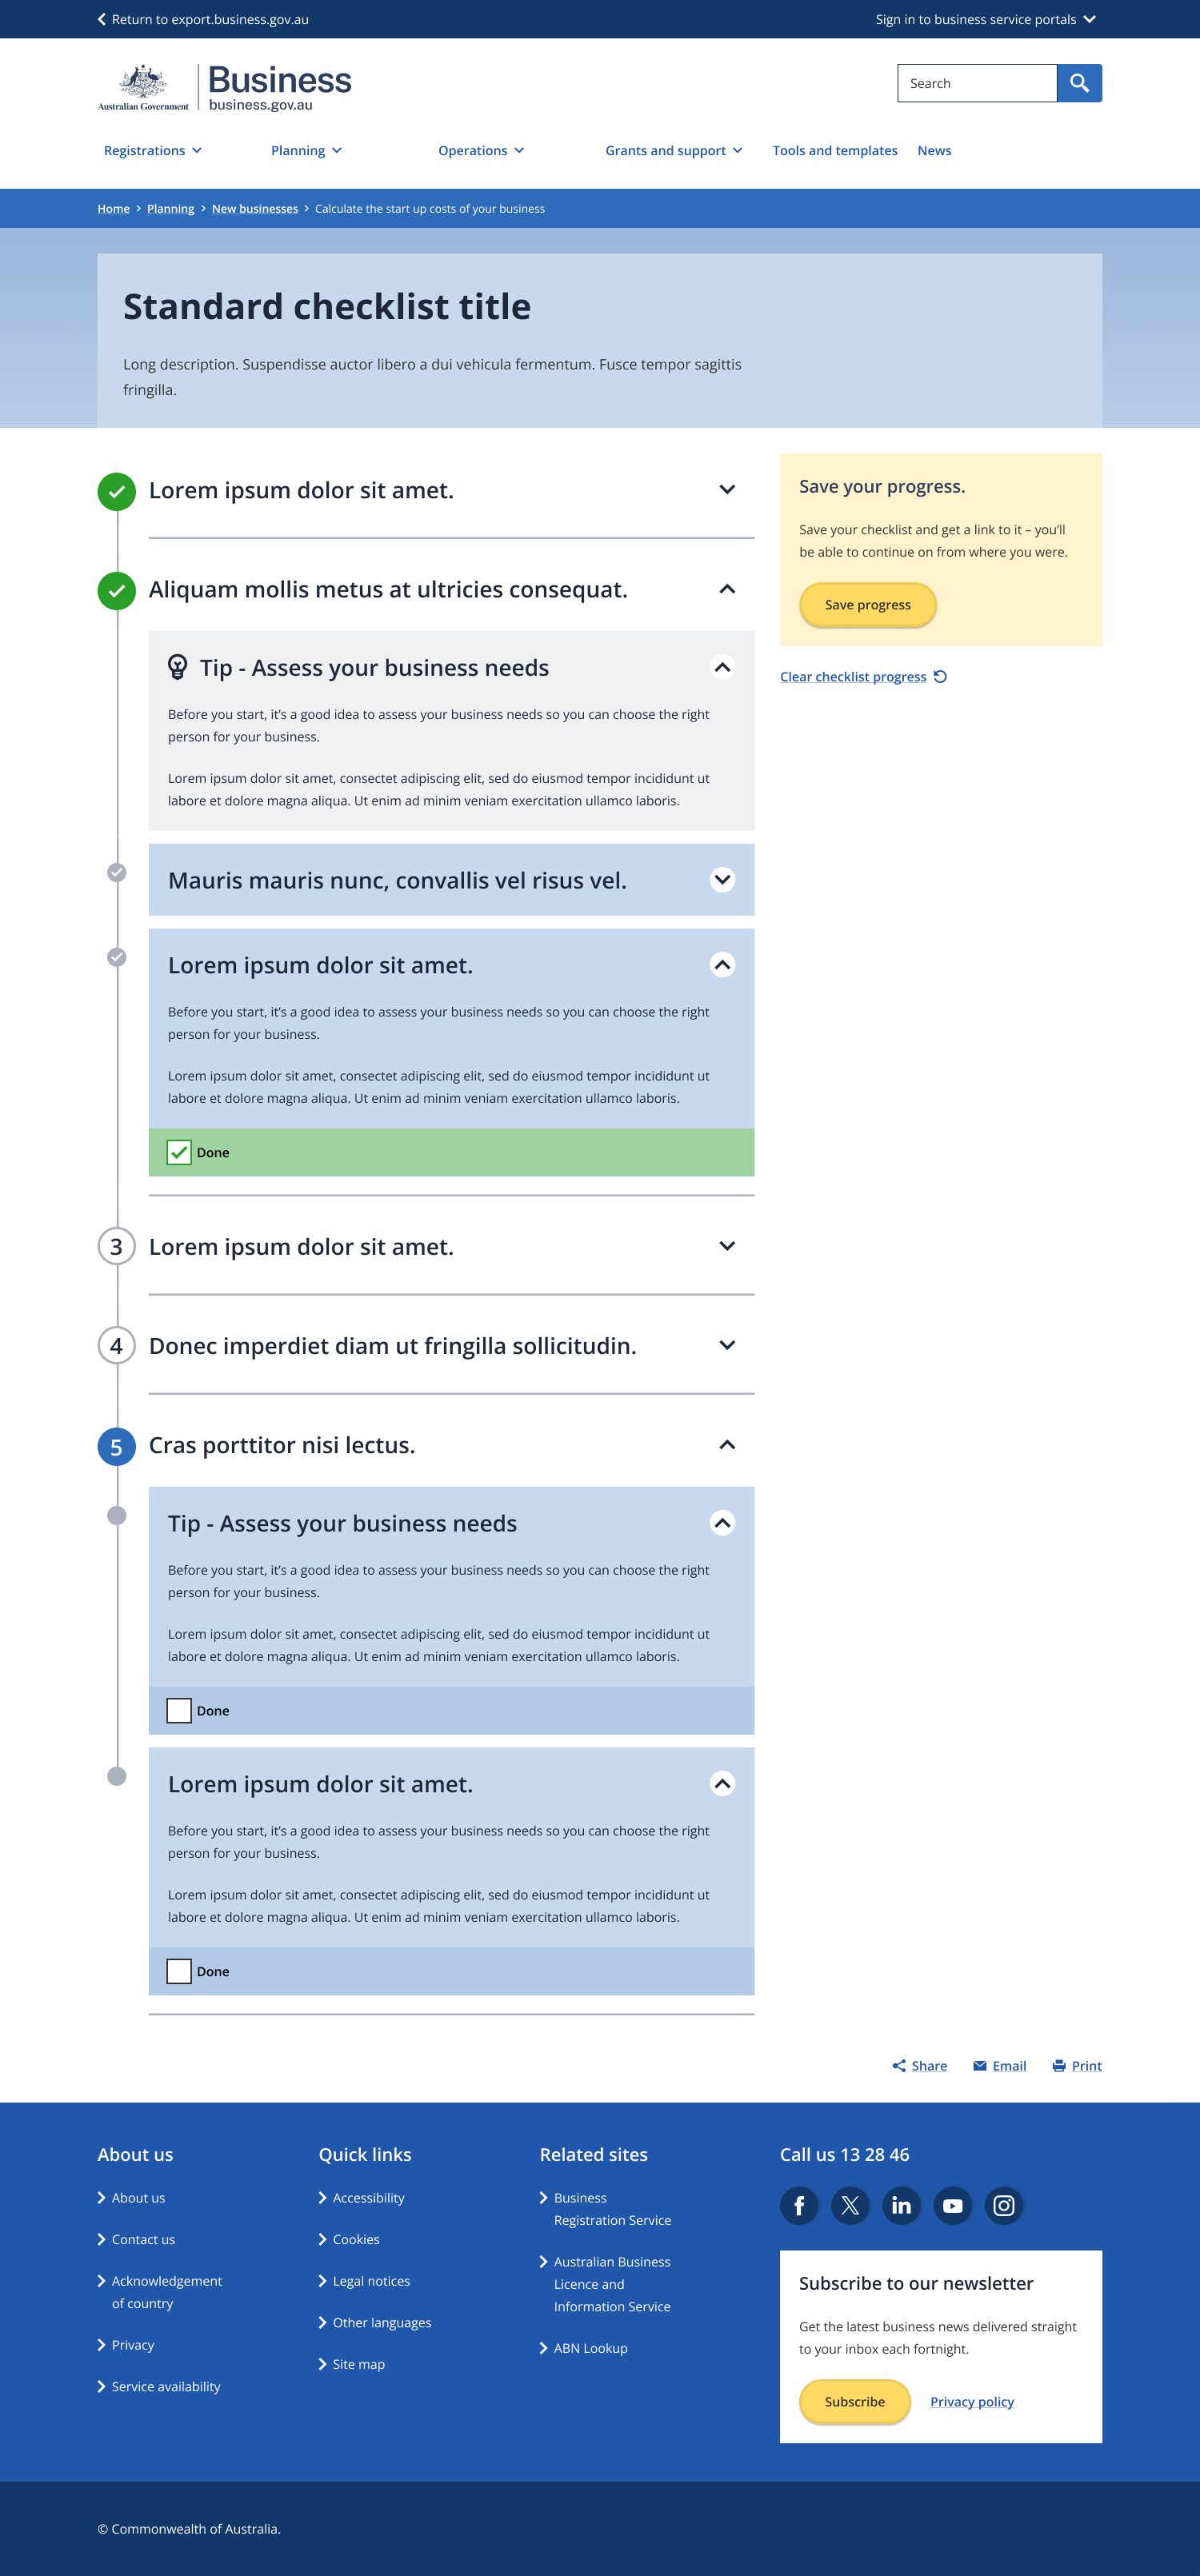 Return to export.business.gov.au
Sign in to business service portals
Australian Government
Business
business.gov.au
Search
Registrations
Planning
Operations
Grants and support
Tools and templates
News
Home
Planning
New businesses
Calculate the start up costs of your business
Standard checklist title
Long description. Suspendisse auctor libero a dui vehicula fermentum. Fusce tempor sagittis
fringilla.
Lorem ipsum dolor sit amet.
Aliquam mollis metus at ultricies consequat.
Tip - Assess your business needs
Before you start, it’s a good idea to assess your business needs so you can choose the right
person for your business.
Lorem ipsum dolor sit amet, consectet adipiscing elit, sed do eiusmod tempor incididunt ut
labore et dolore magna aliqua. Ut enim ad minim veniam exercitation ullamco laboris.
Mauris mauris nunc, convallis vel risus vel.
Lorem ipsum dolor sit amet.
Before you start, it’s a good idea to assess your business needs so you can choose the right
person for your business.
Lorem ipsum dolor sit amet, consectet adipiscing elit, sed do eiusmod tempor incididunt ut
labore et dolore magna aliqua. Ut enim ad minim veniam exercitation ullamco laboris.
Done
3 Lorem ipsum dolor sit amet.
4 Donec imperdiet diam ut fringilla sollicitudin.
5 Cras porttitor nisi lectus.
Tip - Assess your business needs
Before you start, it’s a good idea to assess your business needs so you can choose the right
person for your business.
Lorem ipsum dolor sit amet, consectet adipiscing elit, sed do eiusmod tempor incididunt ut
labore et dolore magna aliqua. Ut enim ad minim veniam exercitation ullamco laboris.
Done
Lorem ipsum dolor sit amet.
Before you start, it’s a good idea to assess your business needs so you can choose the right
person for your business.
Lorem ipsum dolor sit amet, consectet adipiscing elit, sed do eiusmod tempor incididunt ut
labore et dolore magna aliqua. Ut enim ad minim veniam exercitation ullamco laboris.
Done
Save your progress.
Save your checklist and get a link to it – you’ll
be able to continue on from where you were.
Save progress
Clear checklist progress
Share
Email
Print
About us
About us
Contact us
Acknowledgement
of country
Privacy
Service availability
Quick links
Accessibility
Cookies
Legal notices
Other languages
Site map
Related sites
Business
Registration Service
Australian Business
Licence and
Information Service
ABN Lookup
Call us 13 28 46
Subscribe to our newsletter
Get the latest business news delivered straight
to your inbox each fortnight.
Subscribe
Privacy policy
© Commonwealth of Australia.